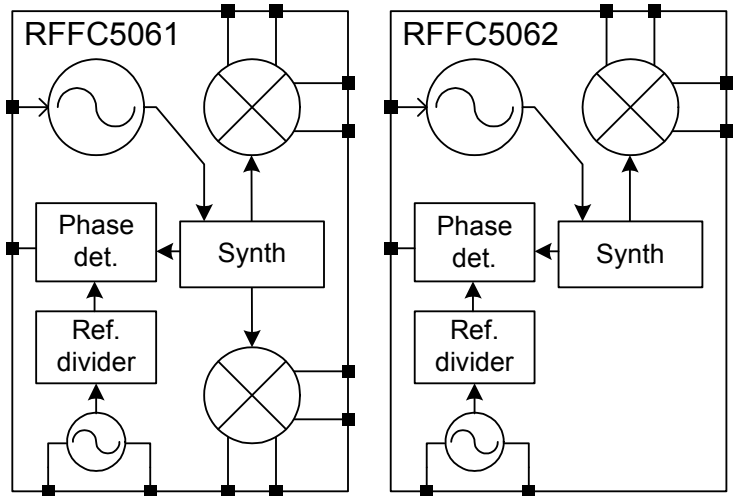 RFFC5061
Phase
det.
Synth
Ref.
divider
RFFC5062
Phase
det.
Synth
Ref.
divider